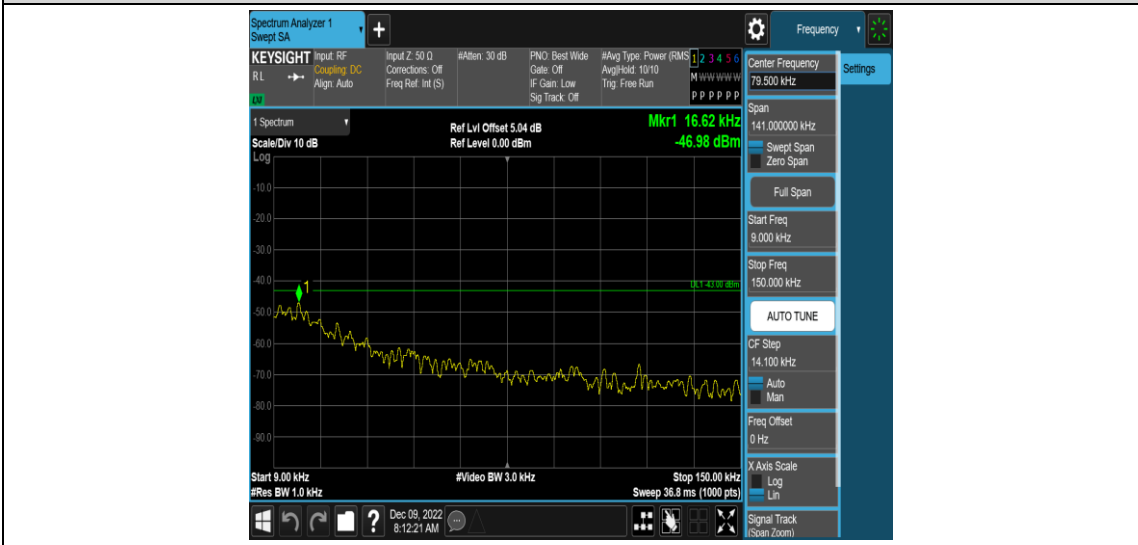 Spectrum Analyzer 1
Swept SA
+
Frequency
KEYSIGHT
RL
LXI
Input: RF
Coupling: DC
Align: Auto
Input Z: 50 Ω
Corrections: Off
Freq Ref: Int (S)
#Atten: 30 dB
PNO: Best Wide
Gate: Off
IF Gain: Low
Sig Track: Off
#Avg Type: Power (RMS
Avg|Hold: 10/10
Trig: Free Run
1 2 3 4 5 6
M W W W W W
P P P P P P
1 Spectrum
Scale/Div 10 dB
Log
Ref Lvl Offset 5.04 dB
Ref Level 0.00 dBm
Mkr1 16.62 kHz
-46.98 dBm
-10.0
-20.0
-30.0
-40.0
-50.0
-60.0
-70.0
-80.0
-90.0
1
DL1 -43.00 dBm
Start 9.00 kHz
#Res BW 1.0 kHz
#Video BW 3.0 kHz
Stop 150.00 kHz
Sweep 36.8 ms (1000 pts)
Center Frequency
79.500 kHz
Settings
Span
141.000000 kHz
Swept Span
Zero Span
Full Span
Start Freq
9.000 kHz
Stop Freq
150.000 kHz
AUTO TUNE
CF Step
14.100 kHz
Auto
Man
Freq Offset
0 Hz
X Axis Scale
Log
Lin
Signal Track
(Span Zoom)
?
Dec 09, 2022
8:12:21 AM